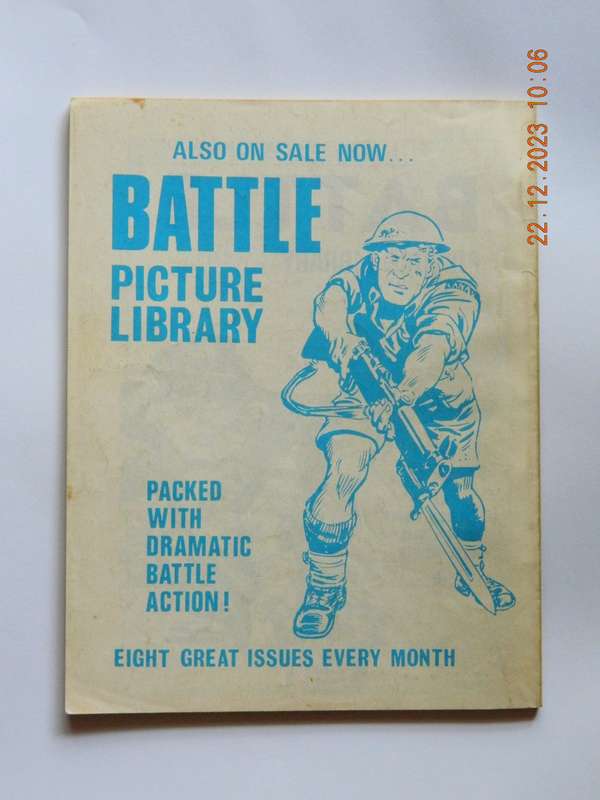 ALSO ON SALE NOW...
BATTLE
PICTURE
LIBRARY
PACKED
WITH
DRAMATIC
BATTLE
ACTION!
EIGHT GREAT ISSUES EVERY MONTH
22.12.2023 10:06